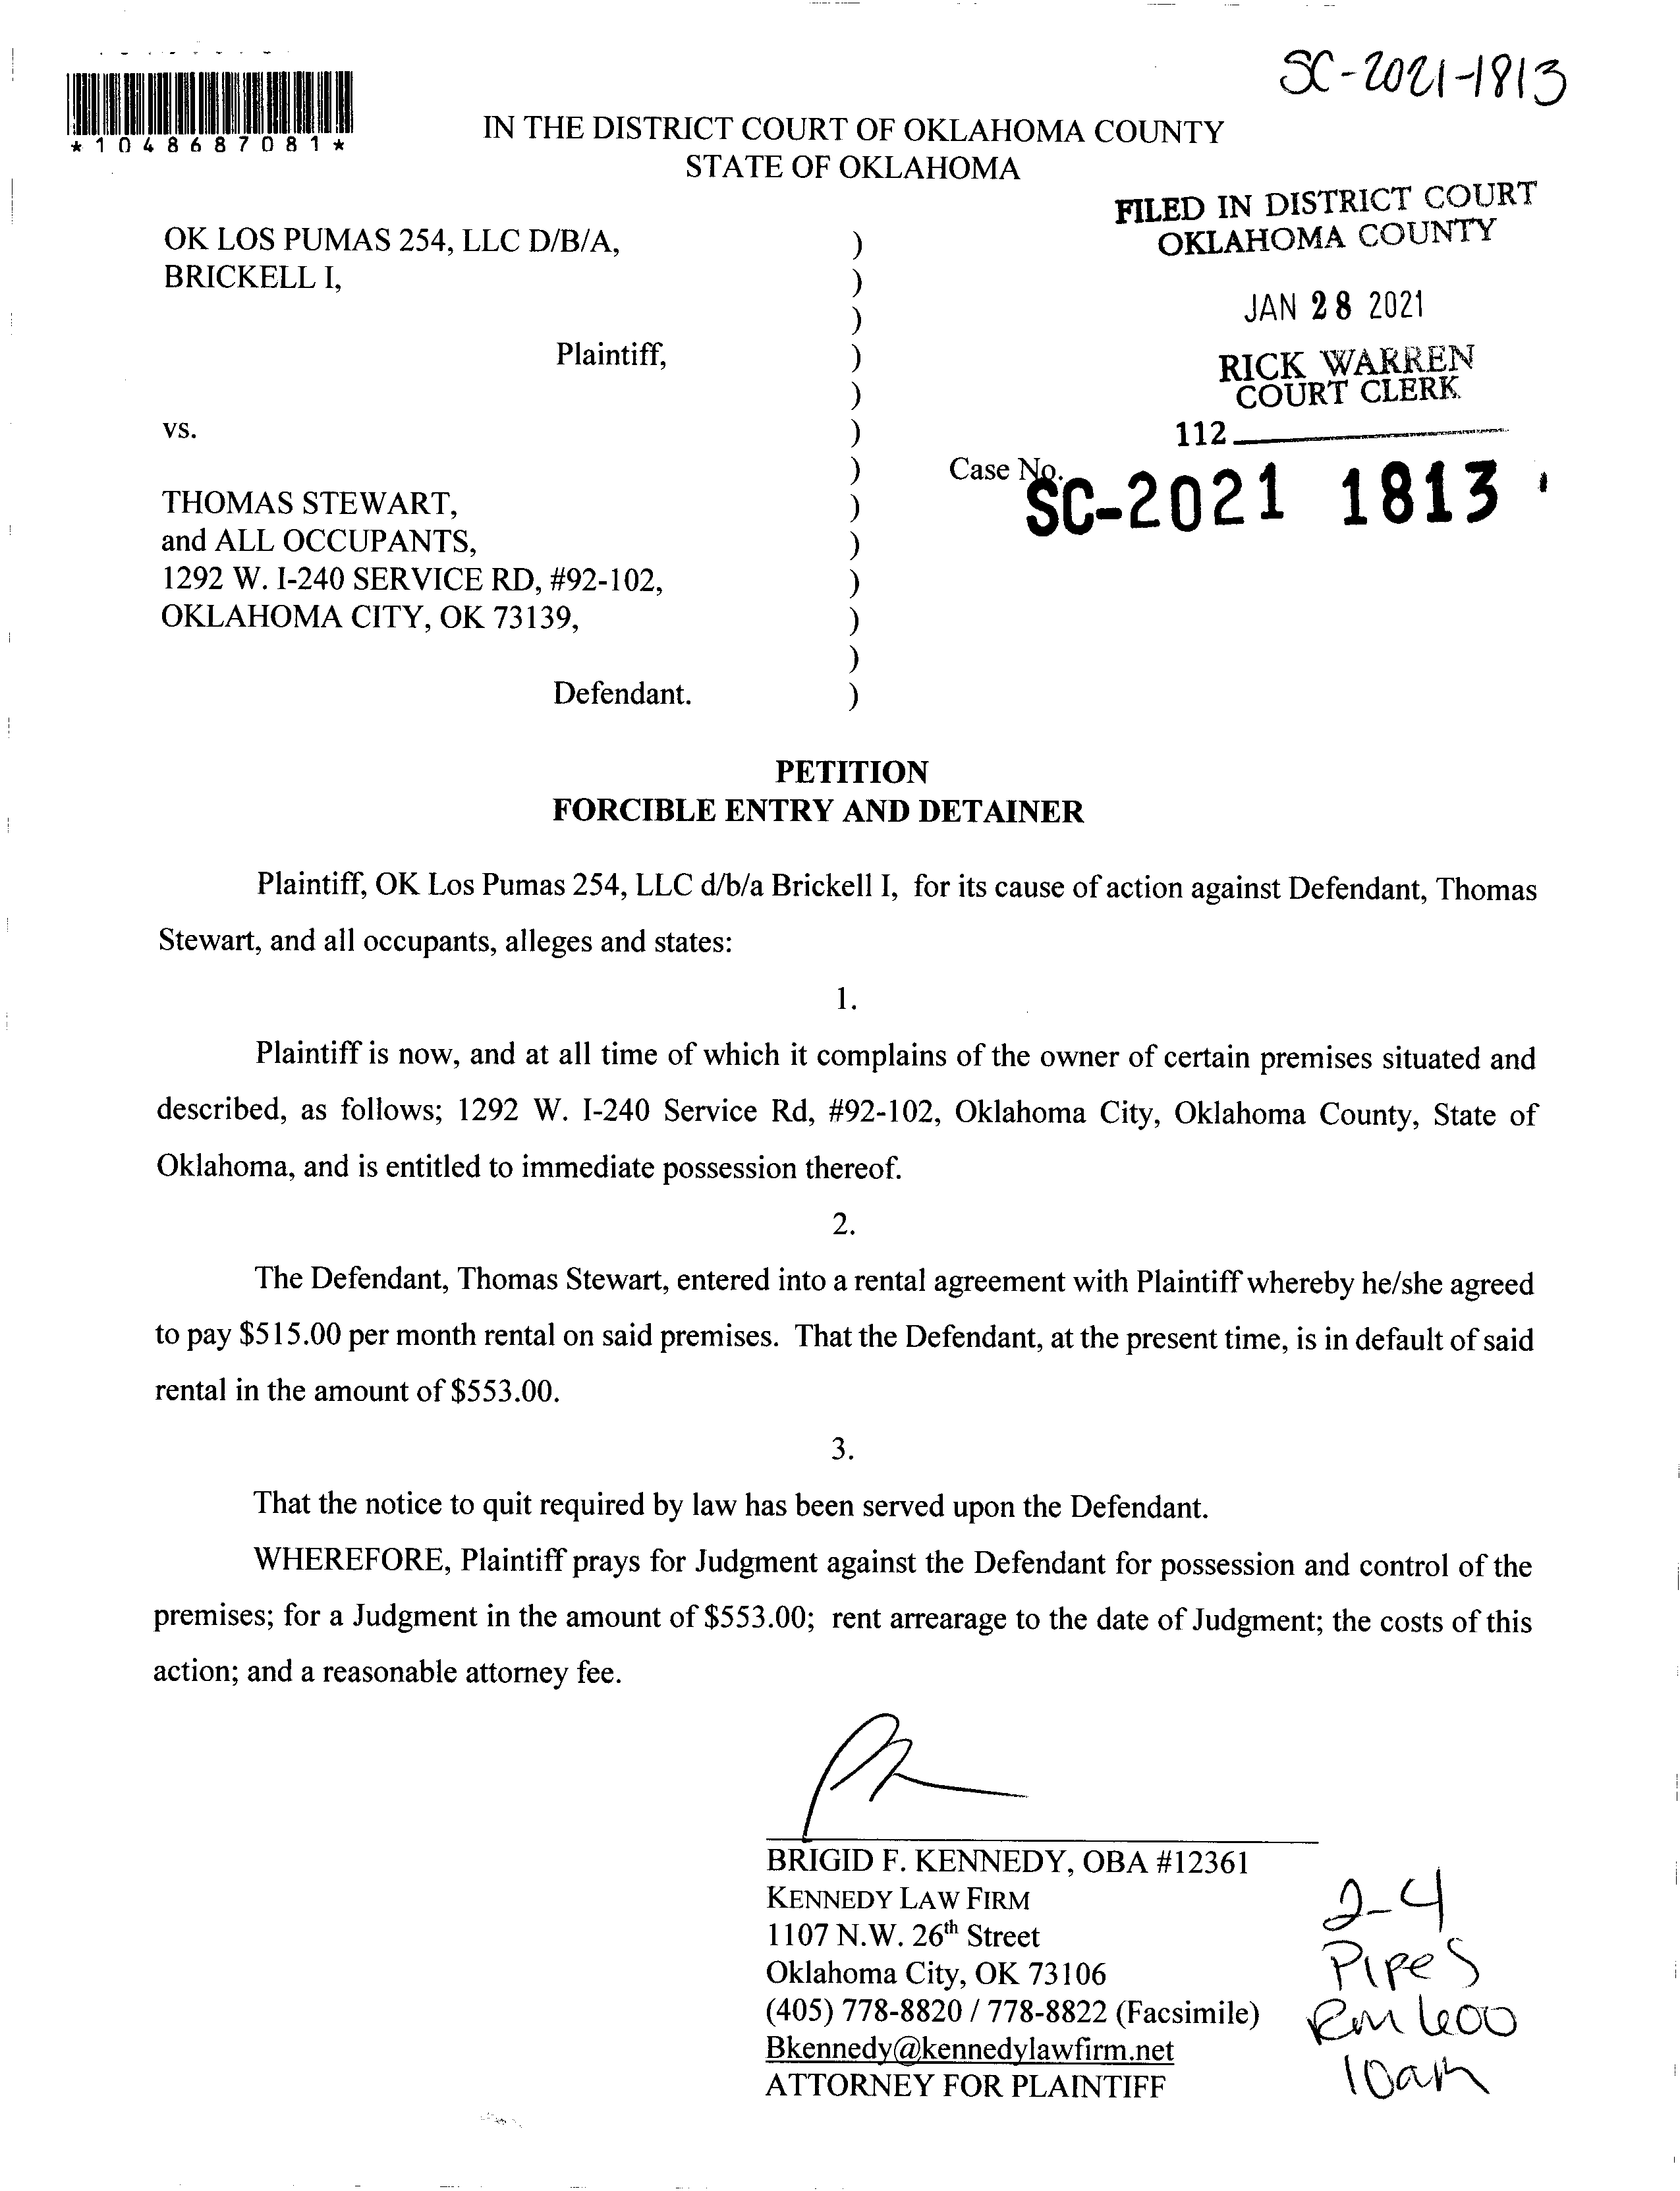 SC-2021-1813
*1048687081*
IN THE DISTRICT COURT OF OKLAHOMA COUNTY
STATE OF OKLAHOMA
FILED IN DISTRICT COURT
OKLAHOMA COUNTY
JAN 28 2021
RICK WARREN
COURT CLERK
112
OK LOS PUMAS 254, LLC D/B/A, )
BRICKELL I, )
)
Plaintiff, )
)
vs. )
) Case No. SC-2021 1813
THOMAS STEWART, )
and ALL OCCUPANTS, )
1292 W. I-240 SERVICE RD, #92-102, )
OKLAHOMA CITY, OK 73139, )
)
Defendant. )
PETITION
FORCIBLE ENTRY AND DETAINER
Plaintiff, OK Los Pumas 254, LLC d/b/a Brickell I, for its cause of action against Defendant, Thomas
Stewart, and all occupants, alleges and states:
1.
Plaintiff is now, and at all time of which it complains of the owner of certain premises situated and
described, as follows; 1292 W. I-240 Service Rd, #92-102, Oklahoma City, Oklahoma County, State of
Oklahoma, and is entitled to immediate possession thereof.
2.
The Defendant, Thomas Stewart, entered into a rental agreement with Plaintiff whereby he/she agreed
to pay $515.00 per month rental on said premises. That the Defendant, at the present time, is in default of said
rental in the amount of $553.00.
3.
That the notice to quit required by law has been served upon the Defendant.
WHEREFORE, Plaintiff prays for Judgment against the Defendant for possession and control of the
premises; for a Judgment in the amount of $553.00; rent arrearage to the date of Judgment; the costs of this
action; and a reasonable attorney fee.
BRIGID F. KENNEDY, OBA #12361
KENNEDY LAW FIRM
1107 N.W. 26th Street
Oklahoma City, OK 73106
(405) 778-8820 / 778-8822 (Facsimile)
Bkennedy@kennedylawfirm.net
ATTORNEY FOR PLAINTIFF
2-4
Pipes
Rm 600
10am